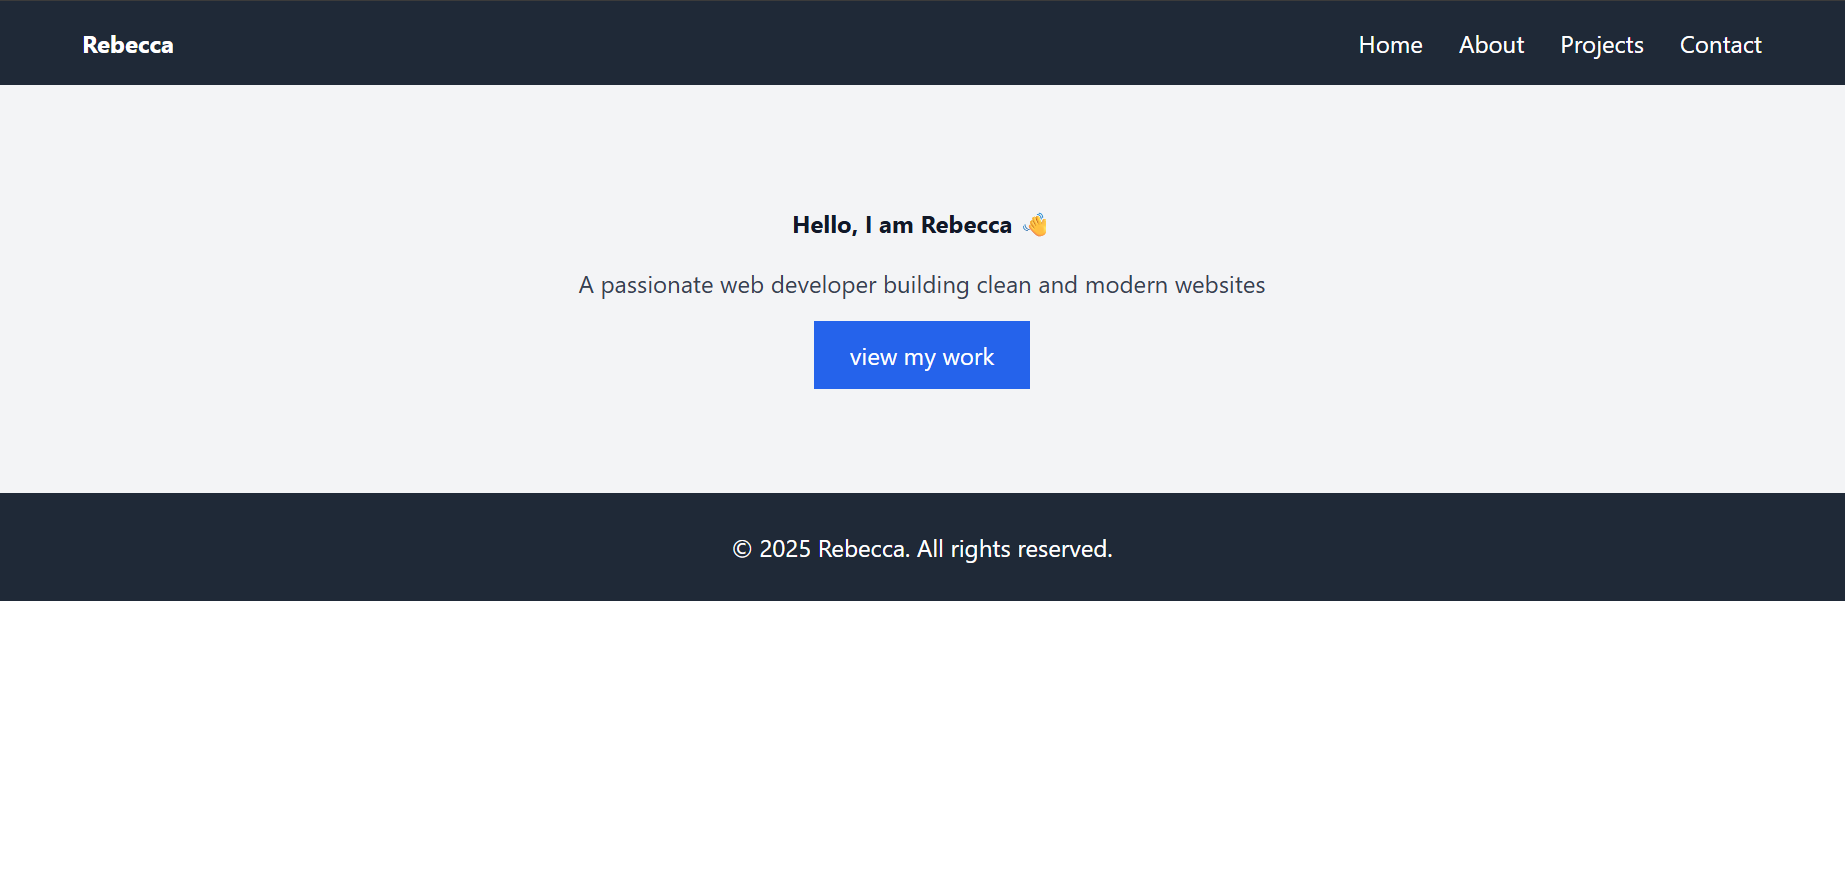 Rebecca
Home About Projects Contact
Hello, I am Rebecca 👋
A passionate web developer building clean and modern websites
view my work
© 2025 Rebecca. All rights reserved.